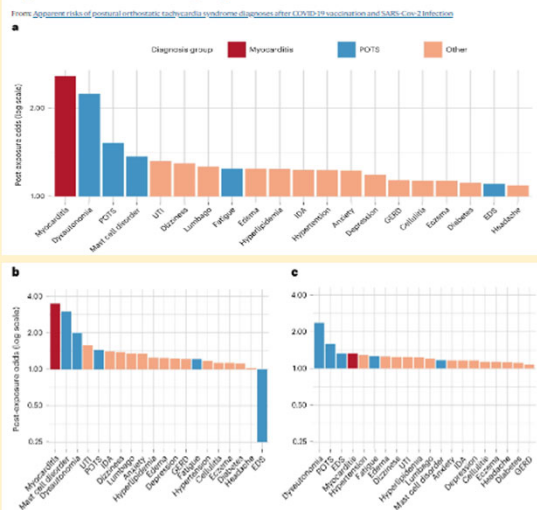 From: Apparent risks of postural orthostatic tachycardia syndrome diagnoses after COVID-19 vaccination and SARS-Cov-2 Infection
a
Diagnosis group Myocarditis POTS Other
Post-exposure odds (log scale)
2.00
1.00
Myocarditis Dysautonomia POTS Mast cell disorder UTI Dizziness Lumbago Fatigue Edema Hyperlipidemia IDA Hypertension Anxiety Depression GERD Cellulitis Eczema Diabetes EDS Headache
b
Post-exposure odds (log scale)
4.00
2.00
1.00
0.50
0.25
Myocarditis Mast cell disorder Dysautonomia UTI POTS IDA Dizziness Lumbago Anxiety Hyperlipidemia Edema Depression GERD Fatigue Hypertension Cellulitis Eczema Diabetes Headache EDS
c
4.00
2.00
1.00
0.50
0.25
Dysautonomia POTS EDS Myocarditis Hypertension Fatigue Edema Dizziness UTI Hyperlipidemia Lumbago Mast cell disorder Anxiety IDA Depression Cellulitis Eczema Headache Diabetes GERD